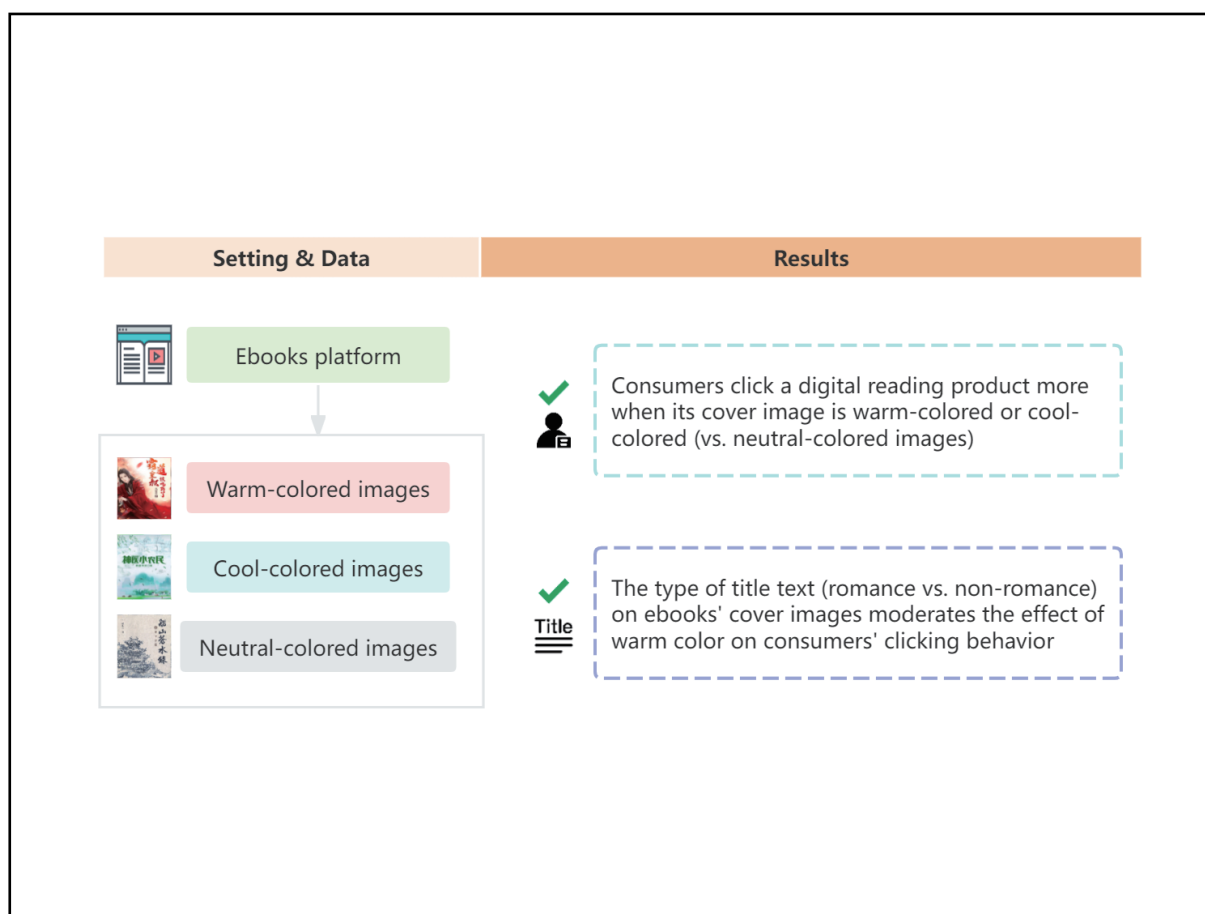 Setting & Data
Results
Ebooks platform
Warm-colored images
Cool-colored images
Neutral-colored images
Consumers click a digital reading product more
when its cover image is warm-colored or cool-
colored (vs. neutral-colored images)
Title
The type of title text (romance vs. non-romance)
on ebooks' cover images moderates the effect of
warm color on consumers' clicking behavior